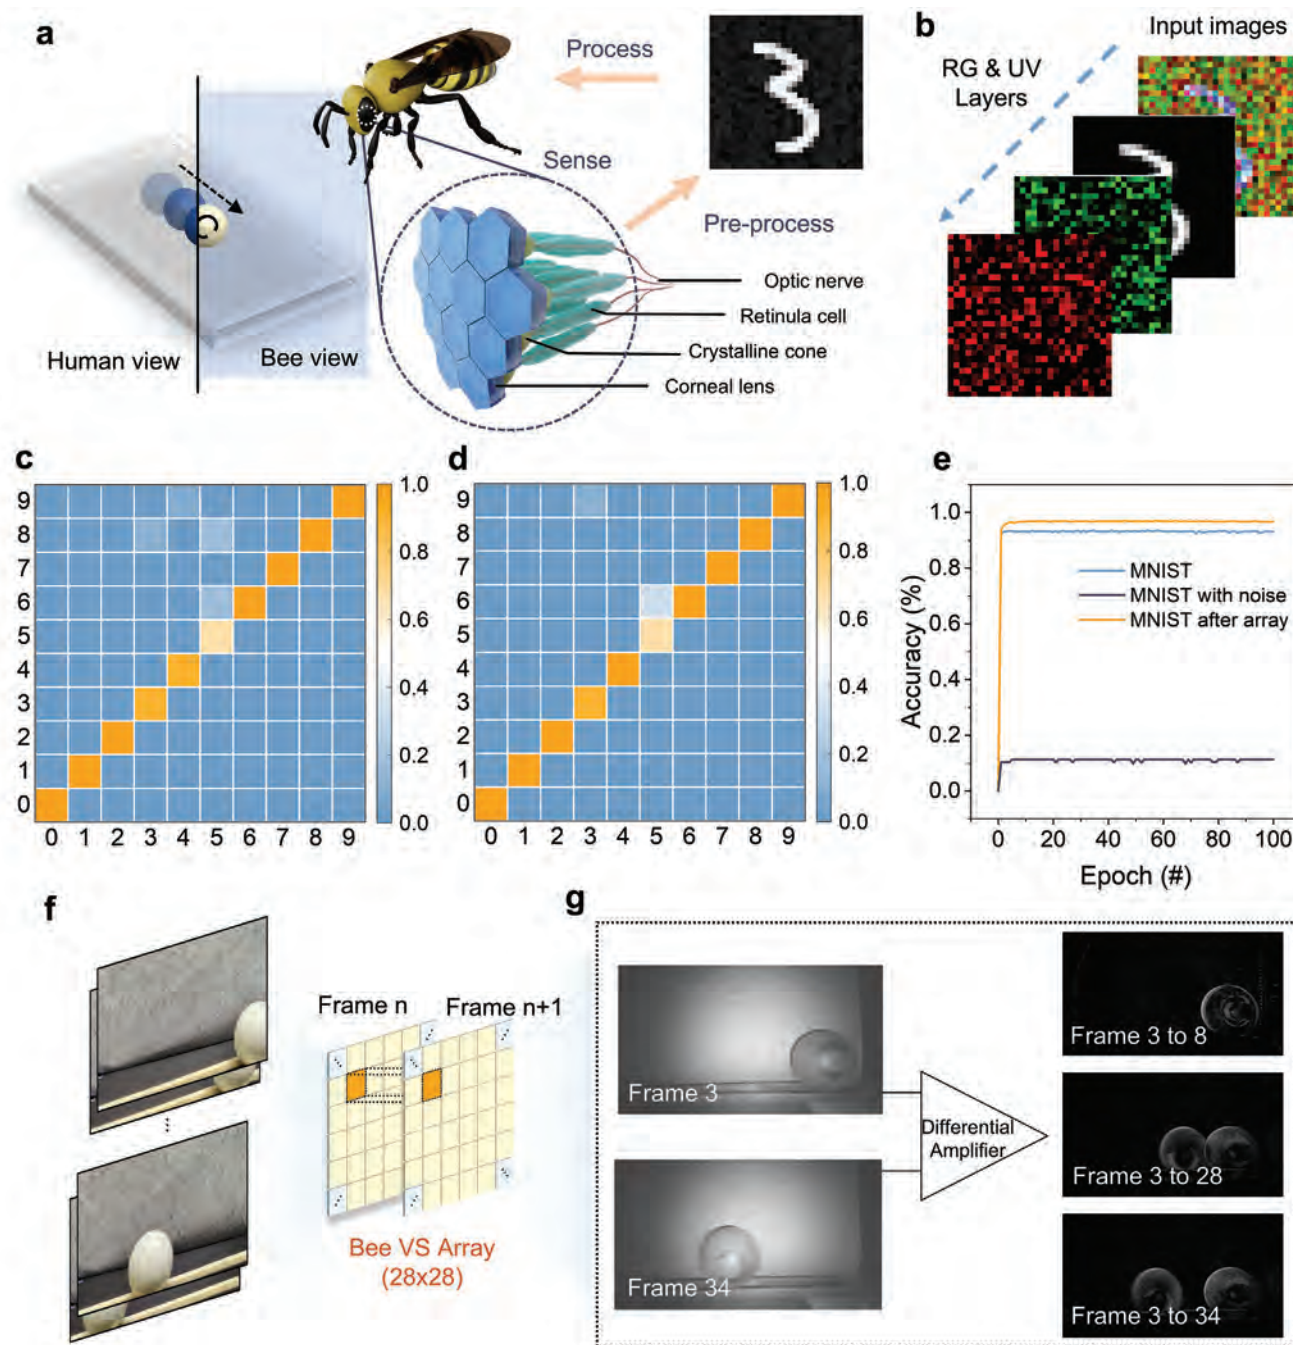 a
Process
Sense
Pre-process
Optic nerve
Retinula cell
Crystalline cone
Corneal lens
Human view
Bee view
b
Input images
RG & UV
Layers
c
9
8
7
6
5
4
3
2
1
0
0 1 2 3 4 5 6 7 8 9
1.0
0.8
0.6
0.4
0.2
0.0
d
9
8
7
6
5
4
3
2
1
0
0 1 2 3 4 5 6 7 8 9
1.0
0.8
0.6
0.4
0.2
0.0
e
Accuracy (%)
1.0
0.8
0.6
0.4
0.2
0.0
MNIST
MNIST with noise
MNIST after array
0 20 40 60 80 100
Epoch (#)
f
Frame n
Frame n+1
Bee VS Array
(28x28)
g
Frame 3
Frame 34
Differential
Amplifier
Frame 3 to 8
Frame 3 to 28
Frame 3 to 34